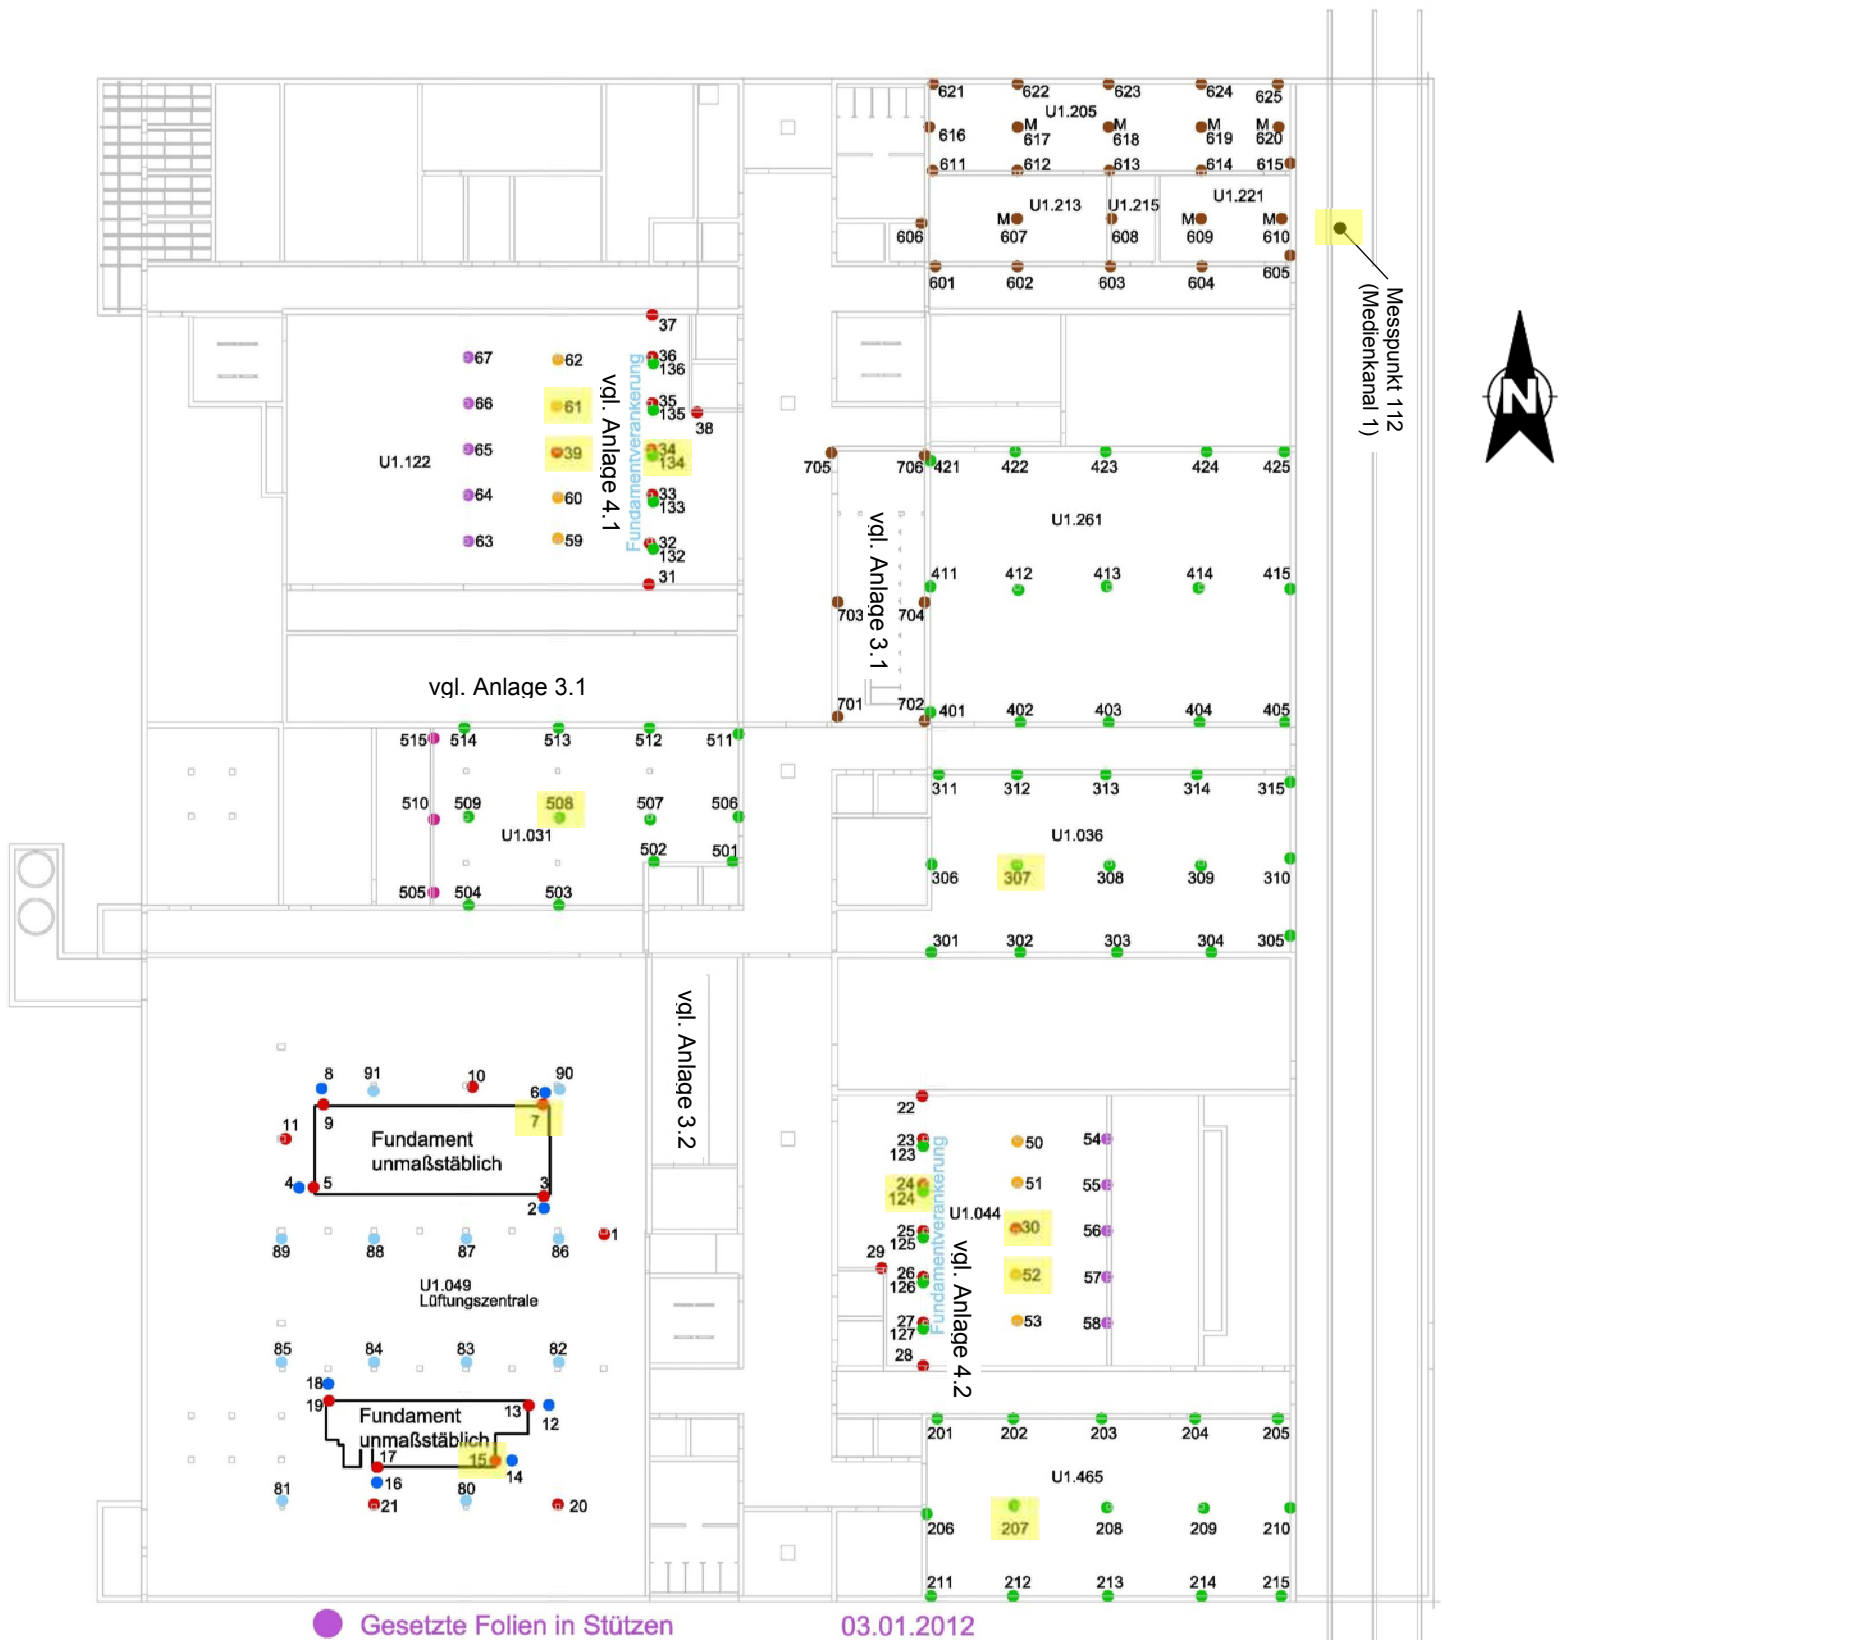 621 622 623 624 625
U1.205
616 M 617 M 618 M 619 M 620
611 612 613 614 615
U1.213 U1.215 U1.221
606 M 607 608 M 609 M 610
601 602 603 604 605
Messpunkt 112
(Medienkanal 1)
N
37
67 62 36 136
66 61 35 135 38
65 39 34 134
U1.122
64 60 33 133
63 59 32 132
31
Fundamentverankerung
vgl. Anlage 4.1
705 706 421 422 423 424 425
U1.261
vgl. Anlage 3.1
411 412 413 414 415
703 704
701 702 401 402 403 404 405
vgl. Anlage 3.1
515 514 513 512 511
510 509 508 507 506
U1.031
502 501
505 504 503
311 312 313 314 315
U1.036
306 307 308 309 310
301 302 303 304 305
vgl. Anlage 3.2
8 91 10 90
6
11 9 7
Fundament
unmaßstäblich
4 5 3
2
1
89 88 87 86
U1.049
Lüftungszentrale
85 84 83 82
18
19 13 12
Fundament
unmaßstäblich
17 15 14
16
81 21 80 20
22
23 123 50 54
24 124 51 55
U1.044
25 125 30 56
29
26 126 52 57
27 127 53 58
28
Fundamentverankerung
vgl. Anlage 4.2
201 202 203 204 205
U1.465
206 207 208 209 210
211 212 213 214 215
Gesetzte Folien in Stützen 03.01.2012